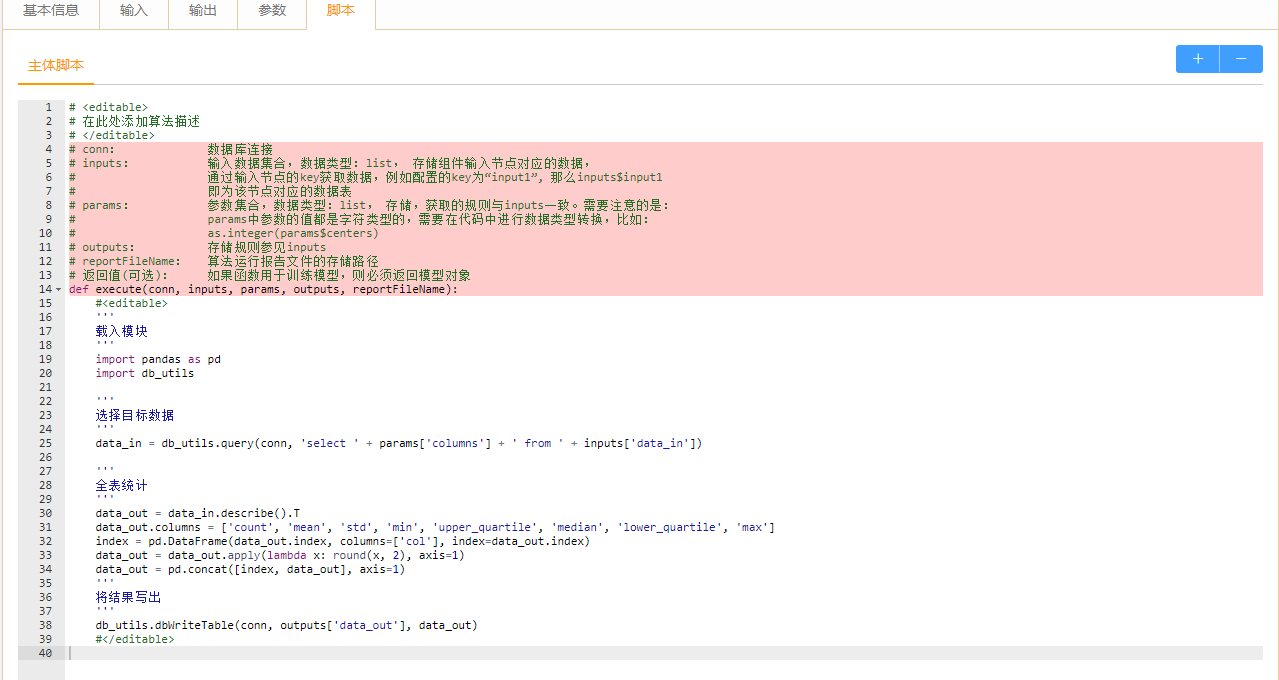 基本信息 输入 输出 参数 脚本
主体脚本
+ −
1 # <editable>
2 # 在此处添加算法描述
3 # </editable>
4 # conn: 数据库连接
5 # inputs: 输入数据集合，数据类型：list， 存储组件输入节点对应的数据，
6 # 通过输入节点的key获取数据，例如配置的key为“input1”, 那么inputs$input1
7 # 即为该节点对应的数据表
8 # params: 参数集合，数据类型：list， 存储，获取的规则与inputs一致。需要注意的是：
9 # params中参数的值都是字符类型的，需要在代码中进行数据类型转换，比如：
10 # as.integer(params$centers)
11 # outputs: 存储规则参见inputs
12 # reportFileName: 算法运行报告文件的存储路径
13 # 返回值(可选): 如果函数用于训练模型，则必须返回模型对象
14 def execute(conn, inputs, params, outputs, reportFileName):
15 #<editable>
16 '''
17 载入模块
18 '''
19 import pandas as pd
20 import db_utils
21
22 '''
23 选择目标数据
24 '''
25 data_in = db_utils.query(conn, 'select ' + params['columns'] + ' from ' + inputs['data_in'])
26
27 '''
28 全表统计
29 '''
30 data_out = data_in.describe().T
31 data_out.columns = ['count', 'mean', 'std', 'min', 'upper_quartile', 'median', 'lower_quartile', 'max']
32 index = pd.DataFrame(data_out.index, columns=['col'], index=data_out.index)
33 data_out = data_out.apply(lambda x: round(x, 2), axis=1)
34 data_out = pd.concat([index, data_out], axis=1)
35 '''
36 将结果写出
37 '''
38 db_utils.dbWriteTable(conn, outputs['data_out'], data_out)
39 #</editable>
40